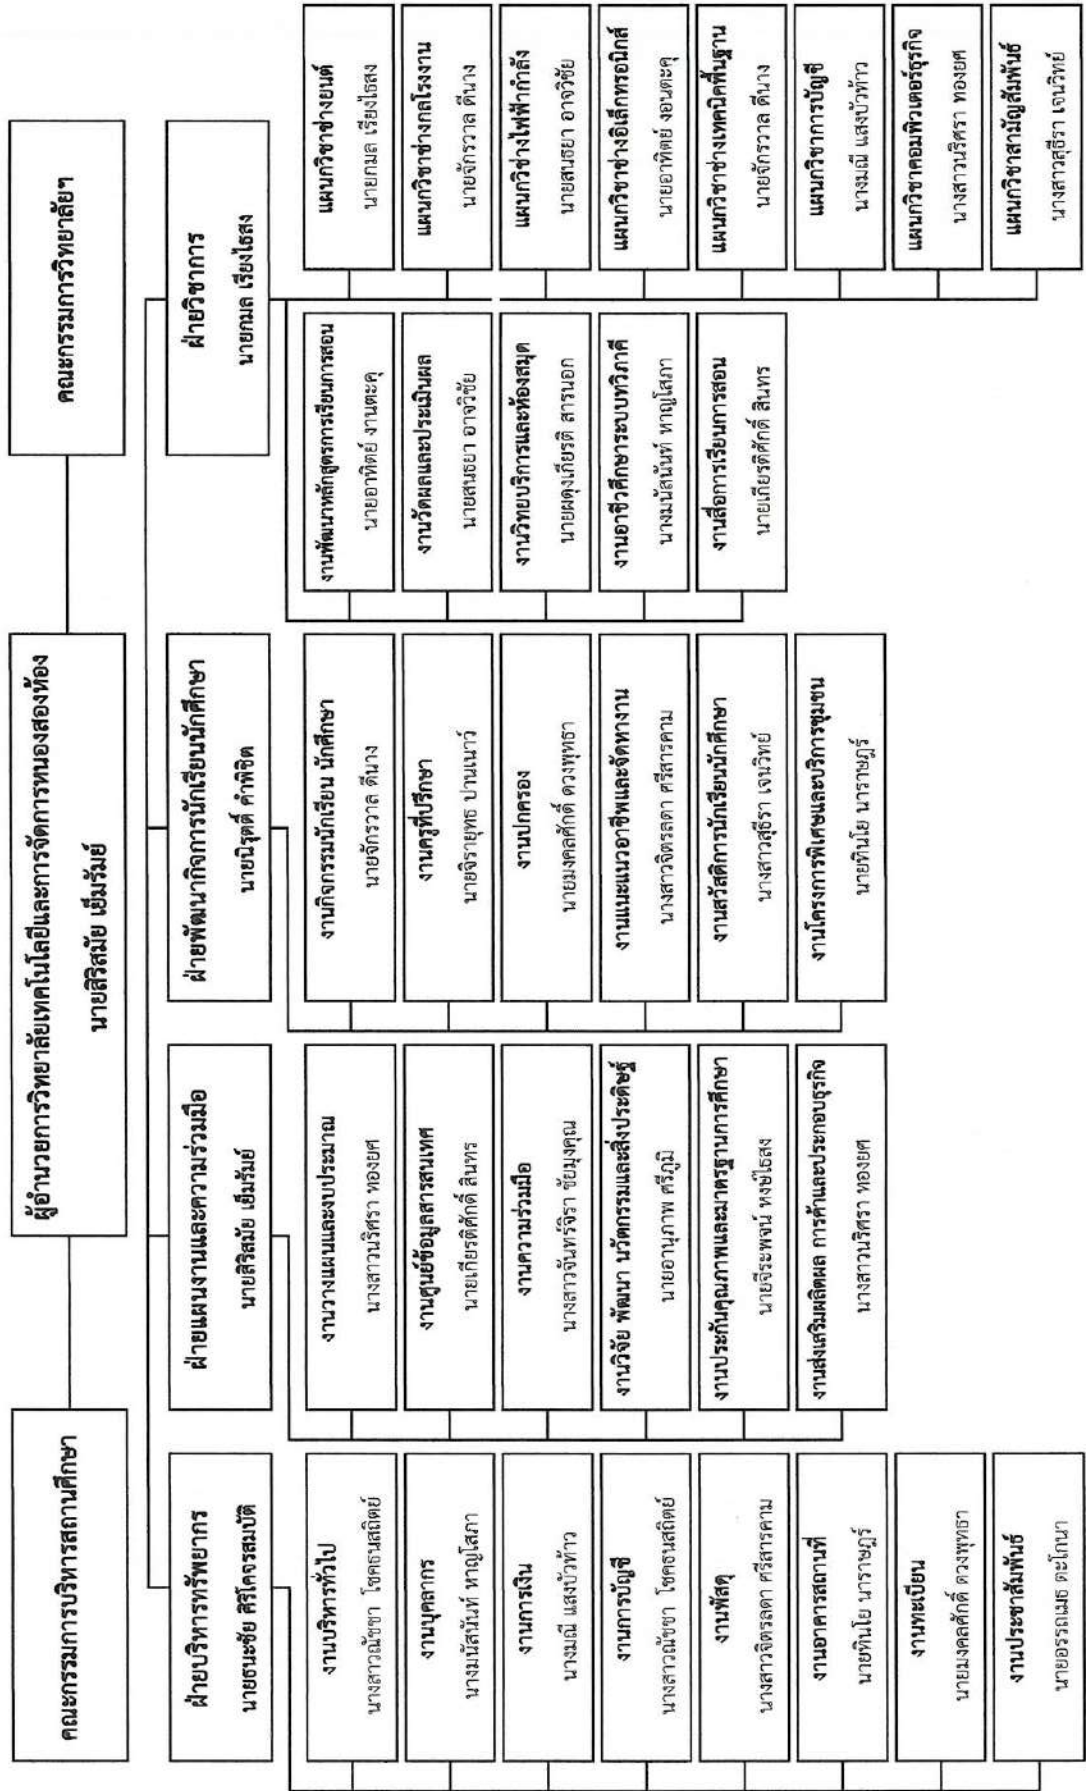 ผู้อำนวยการวิทยาลัยเทคโนโลยีและการจัดการหนองสองห้อง
นายสิริสมัย เย็มรัมย์
คณะกรรมการบริหารสถานศึกษา
คณะกรรมการวิทยาลัยฯ
ฝ่ายบริหารทรัพยากร
นายธนะชัย ศิริโคจรสมบัติ
งานบริหารทั่วไป
นางสาวณัชชา โชคธนสถิตย์
งานบุคลากร
นางมนัสนันท์ หาญโสภา
งานการเงิน
นางมณี แสงบัวท้าว
งานการบัญชี
นางสาวณัชชา โชคธนสถิตย์
งานพัสดุ
นางสาวจิตรลดา ศรีสารคาม
งานอาคารสถานที่
นายทินโย นาราษฎร์
งานทะเบียน
นายมงคลศักดิ์ ดวงพุทธา
งานประชาสัมพันธ์
นายอรรถเมธ ตะโกนา
ฝ่ายแผนงานและความร่วมมือ
นายสิริสมัย เย็มรัมย์
งานวางแผนและงบประมาณ
นางสาวนริศรา ทองยศ
งานศูนย์ข้อมูลสารสนเทศ
นายเกียรติศักดิ์ สินทร
งานความร่วมมือ
นางสาวจันทร์จิรา ชัยมุงคุณ
งานวิจัย พัฒนา นวัตกรรมและสิ่งประดิษฐ์
นายอานุภาพ ศรีภูมิ
งานประกันคุณภาพและมาตรฐานการศึกษา
นายจีระพจน์ หงษ์ไธสง
งานส่งเสริมผลิตผล การค้าและประกอบธุรกิจ
นางสาวนริศรา ทองยศ
ฝ่ายพัฒนากิจการนักเรียนนักศึกษา
นายนิรุตติ์ คำพิชิต
งานกิจกรรมนักเรียน นักศึกษา
นายจักรวาล ดีนาง
งานครูที่ปรึกษา
นายจิรายุทธ ปานเนาว์
งานปกครอง
นายมงคลศักดิ์ ดวงพุทธา
งานแนะแนวอาชีพและจัดหางาน
นางสาวจิตรลดา ศรีสารคาม
งานสวัสดิการนักเรียนนักศึกษา
นางสาวสุธีรา เจนวิทย์
งานโครงการพิเศษและบริการชุมชน
นายทินโย นาราษฎร์
ฝ่ายวิชาการ
นายกมล เรียงไธสง
งานพัฒนาหลักสูตรการเรียนการสอน
นายอาทิตย์ งานตะคุ
งานวัดผลและประเมินผล
นายสนธยา อาจวิชัย
งานวิทยบริการและห้องสมุด
นายผดุงเกียรติ สารนอก
งานอาชีวศึกษาระบบทวิภาคี
นางมนัสนันท์ หาญโสภา
งานสื่อการเรียนการสอน
นายเกียรติศักดิ์ สินทร
แผนกวิชาช่างยนต์
นายกมล เรียงไธสง
แผนกวิชาช่างกลโรงงาน
นายจักรวาล ดีนาง
แผนกวิช่างไฟฟ้ากำลัง
นายสนธยา อาจวิชัย
แผนกวิชาช่างอิเล็กทรอนิกส์
นายอาทิตย์ งอนตะคุ
แผนกวิชาช่างเทคนิคพื้นฐาน
นายจักรวาล ดีนาง
แผนกวิชาการบัญชี
นางมณี แสงบัวท้าว
แผนกวิชาคอมพิวเตอร์ธุรกิจ
นางสาวนริศรา ทองยศ
แผนกวิชาสามัญสัมพันธ์
นางสาวสุธีรา เจนวิทย์